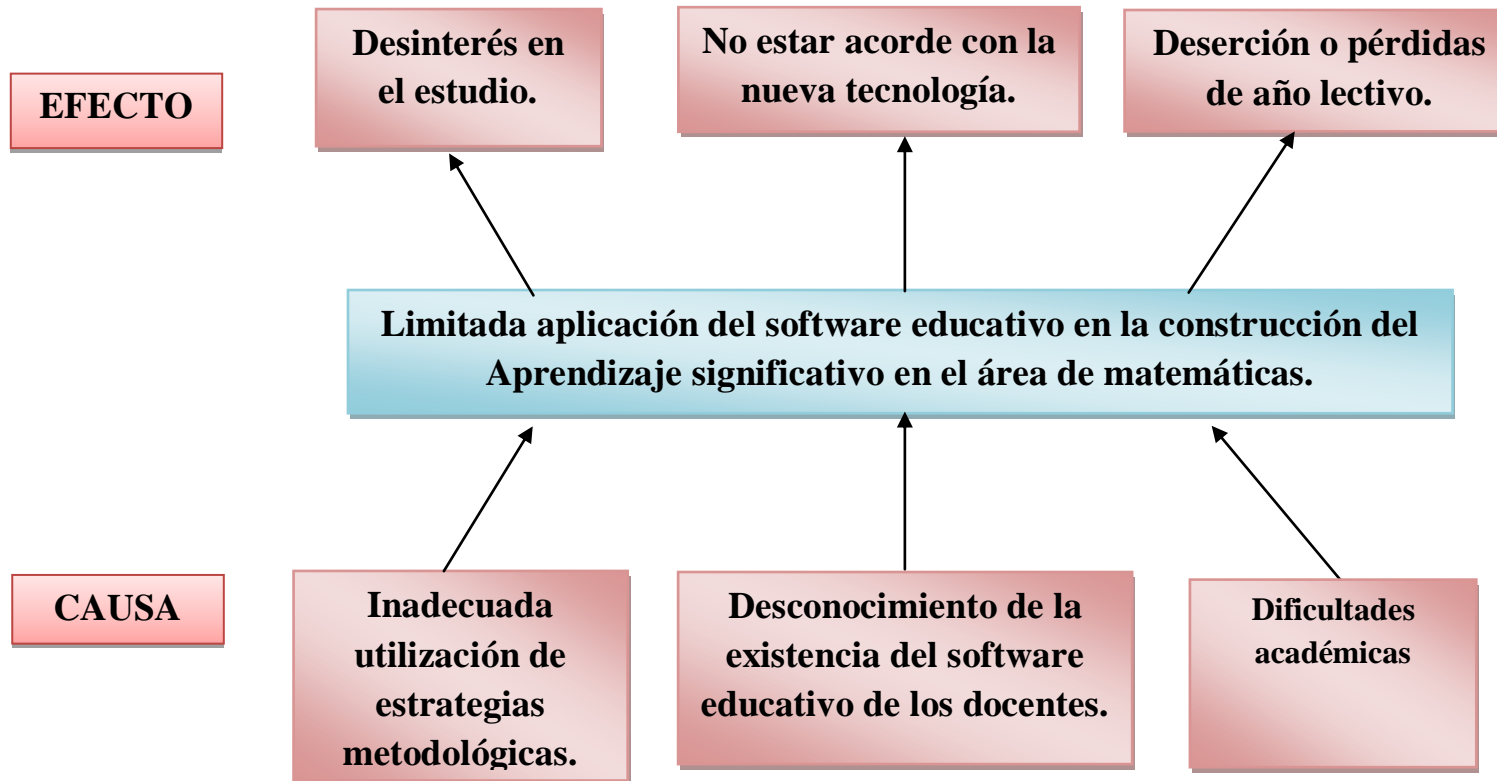 EFECTO
Desinterés en
el estudio.
No estar acorde con la
nueva tecnología.
Deserción o pérdidas
de año lectivo.
Limitada aplicación del software educativo en la construcción del
Aprendizaje significativo en el área de matemáticas.
CAUSA
Inadecuada
utilización de
estrategias
metodológicas.
Desconocimiento de la
existencia del software
educativo de los docentes.
Dificultades
académicas